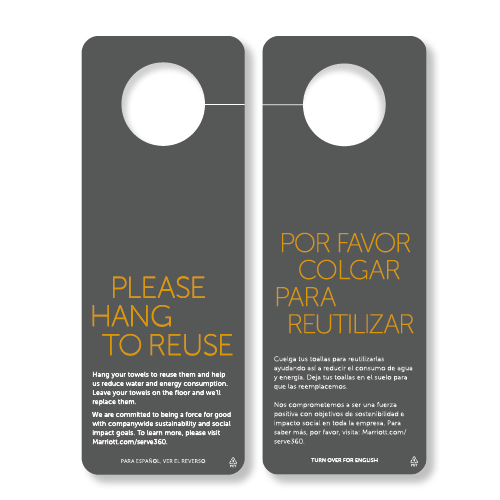 PLEASE
HANG
TO REUSE
Hang your towels to reuse them and help
us reduce water and energy consumption.
Leave your towels on the floor and we'll
replace them.
We are committed to being a force for good
with companywide sustainability and social
impact goals. To learn more, please visit
Marriott.com/
serve360.
PARA ESPAÑOL, VER EL REVERSO
POR FAVOR
COLGAR
PARA
REUTILIZAR
Cuelga tus toallas para reutilizarlas
ayudando así a reducir el consumo de agua
y energía. Deja tus toallas en el suelo para
que las reemplacemos.
Nos comprometemos a ser una fuerza
positiva con objetivos de sostenibilidad e
impacto social en toda la empresa. Para
saber más, por favor, visita: Marriott.com/
serve360.
TURN OVER FOR ENGLISH